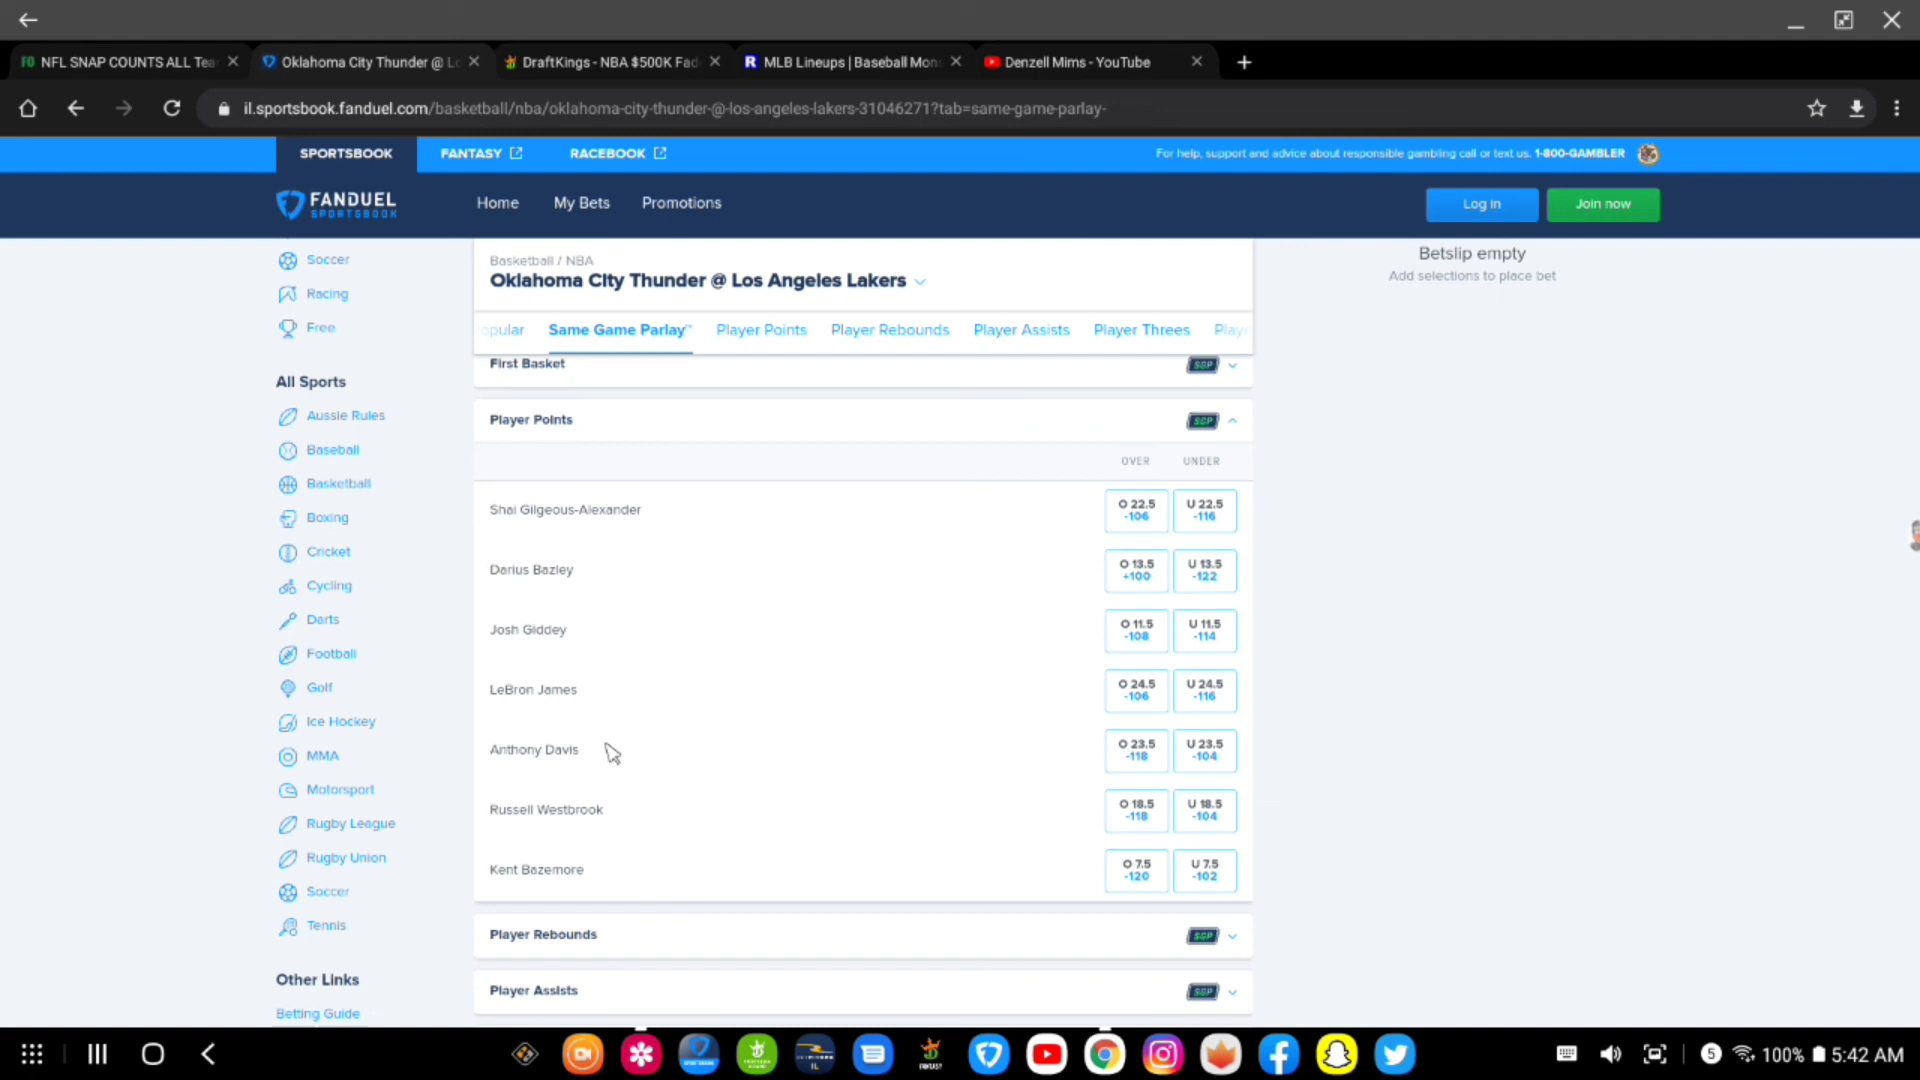 NFL SNAP COUNTS ALL Tea
Oklahoma City Thunder @ Lo
DraftKings - NBA $500K Fad
MLB Lineups | Baseball Mon
Denzell Mims - YouTube
il.sportsbook.fanduel.com/basketball/nba/oklahoma-city-thunder-@-los-angeles-lakers-31046271?tab=same-game-parlay-
SPORTSBOOK
FANTASY
RACEBOOK
For help, support and advice about responsible gambling call or text us. 1-800-GAMBLER
FANDUEL
SPORTSBOOK
Home
My Bets
Promotions
Log in
Join now
Soccer
Racing
Free
All Sports
Aussie Rules
Baseball
Basketball
Boxing
Cricket
Cycling
Darts
Football
Golf
Ice Hockey
MMA
Motorsport
Rugby League
Rugby Union
Soccer
Tennis
Other Links
Betting Guide
Basketball / NBA
Oklahoma City Thunder @ Los Angeles Lakers
opular
Same Game Parlay™
Player Points
Player Rebounds
Player Assists
Player Threes
Playe
First Basket
SGP
Player Points
SGP
OVER UNDER
Shai Gilgeous-Alexander
O 22.5 U 22.5
-106 -116
Darius Bazley
O 13.5 U 13.5
+100 -122
Josh Giddey
O 11.5 U 11.5
-108 -114
LeBron James
O 24.5 U 24.5
-106 -116
Anthony Davis
O 23.5 U 23.5
-118 -104
Russell Westbrook
O 18.5 U 18.5
-118 -104
Kent Bazemore
O 7.5 U 7.5
-120 -102
Player Rebounds
SGP
Player Assists
SGP
Betslip empty
Add selections to place bet
5 100% 5:42 AM